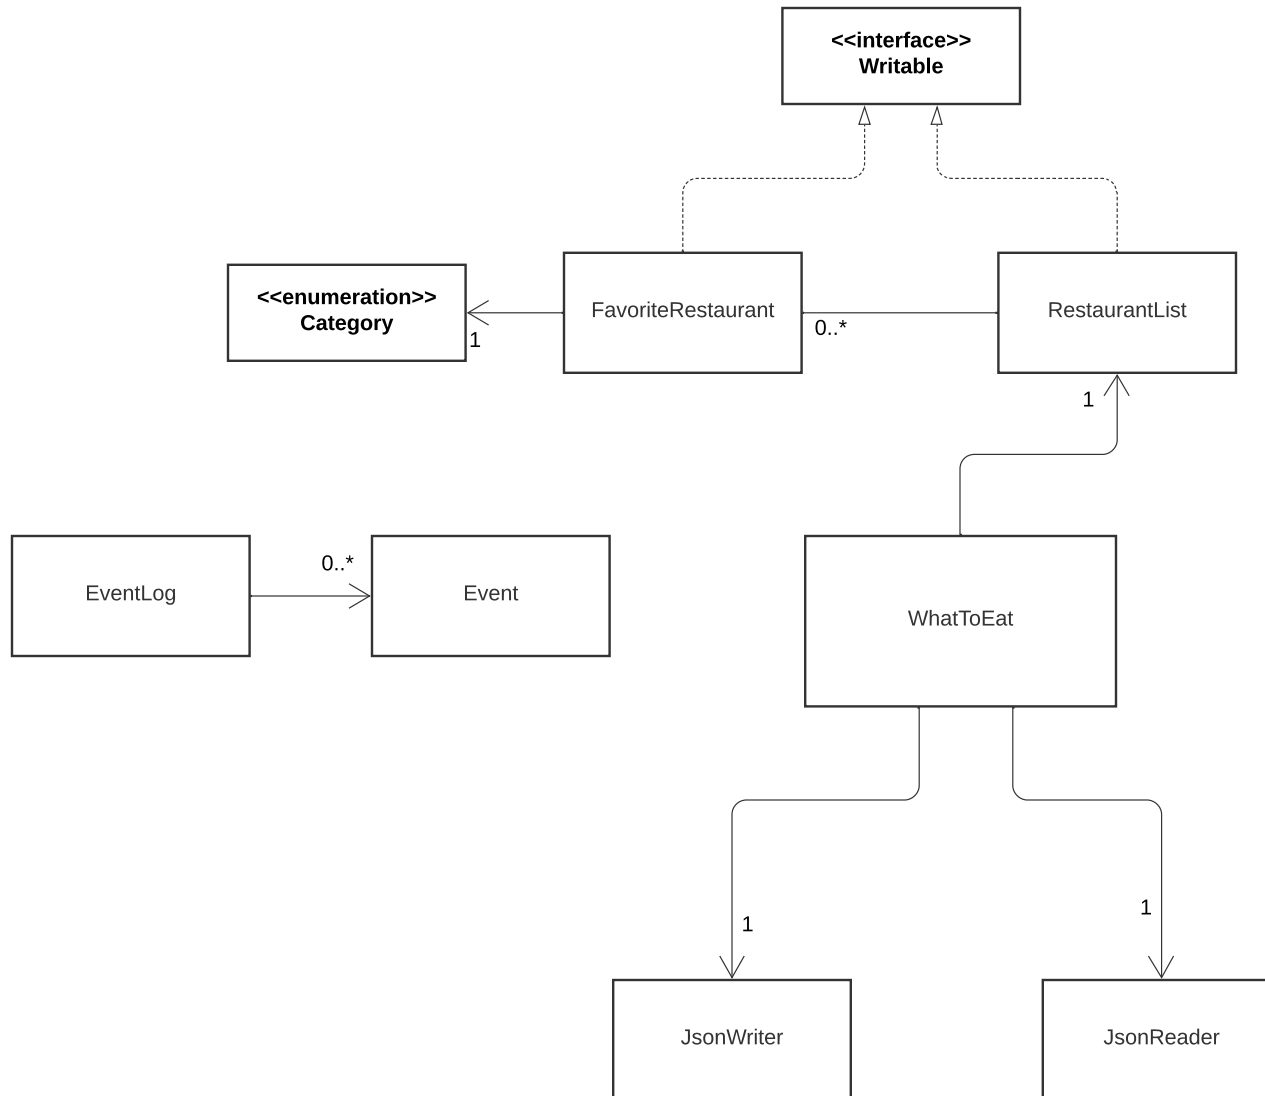 <<interface>>
Writable
<<enumeration>>
Category
1
FavoriteRestaurant
0..*
RestaurantList
1
EventLog
0..*
Event
WhatToEat
1
1
JsonWriter
JsonReader